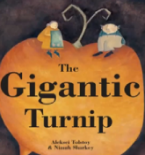 The
Gigantic
Turnip
Aleksei Tolstoy
& Niamh Sharkey